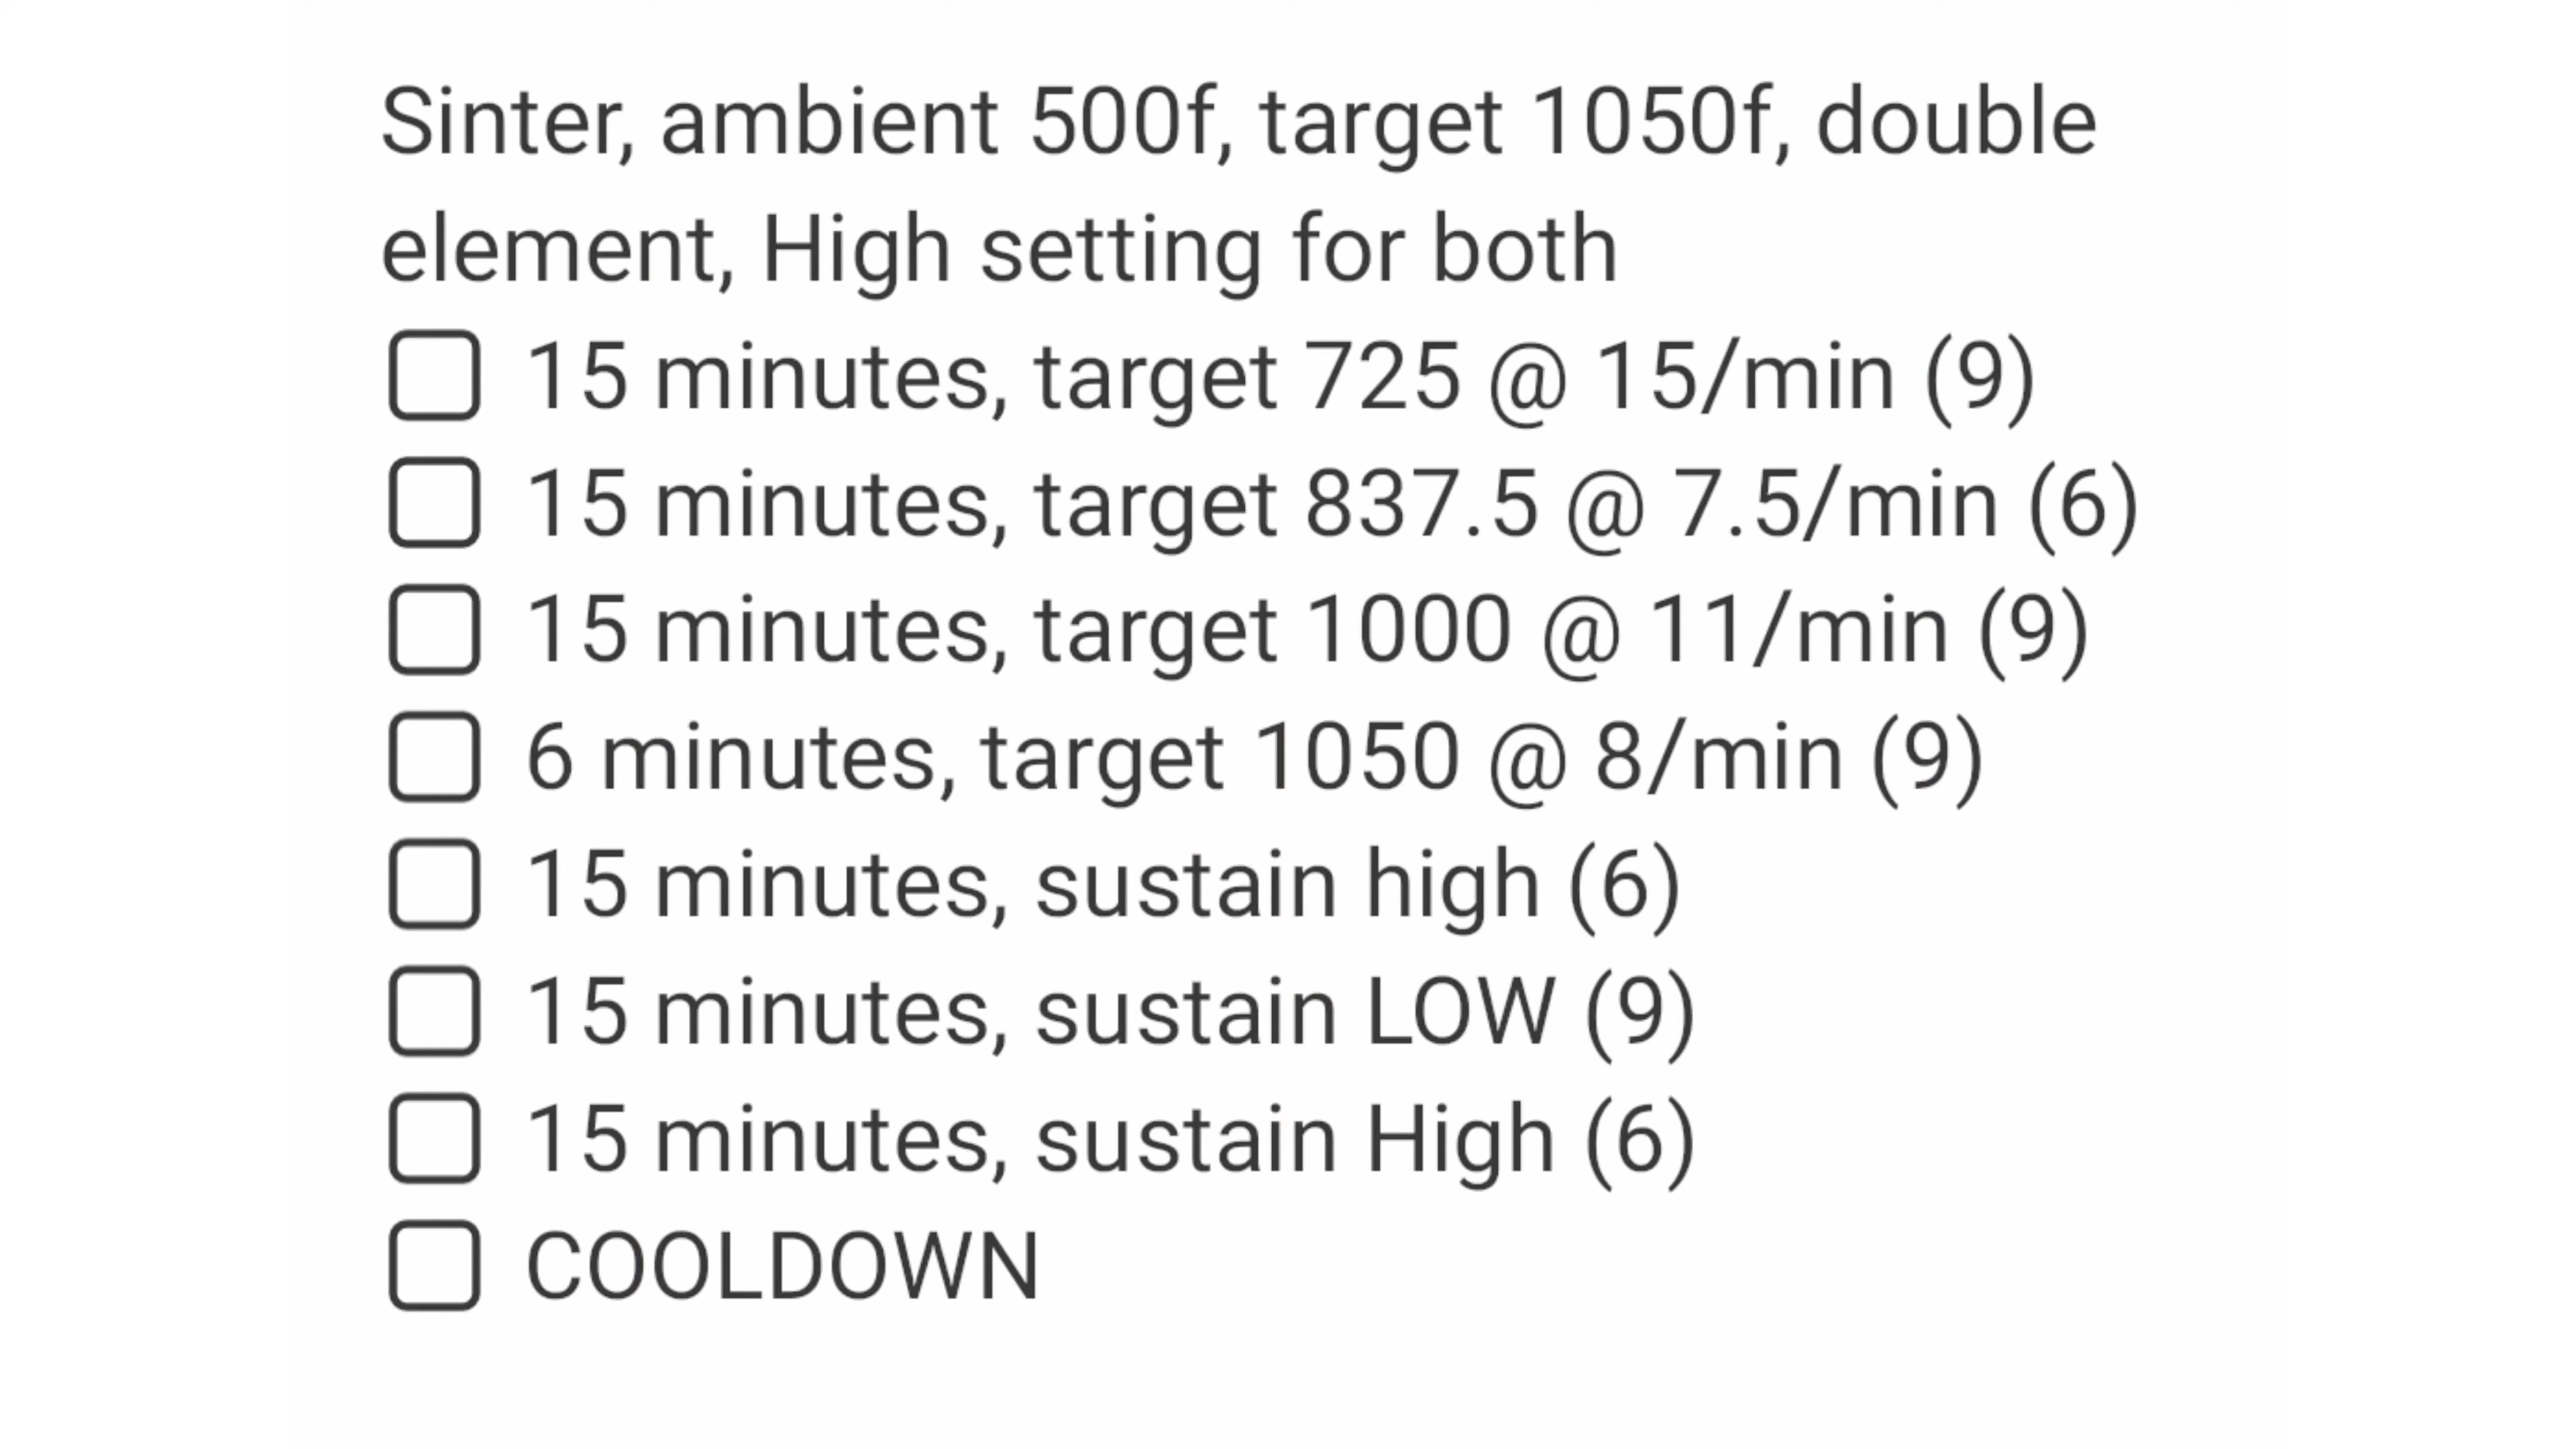 Sinter, ambient 500f, target 1050f, double
element, High setting for both
15 minutes, target 725 @ 15/min (9)
15 minutes, target 837.5 @ 7.5/min (6)
15 minutes, target 1000 @ 11/min (9)
6 minutes, target 1050 @ 8/min (9)
15 minutes, sustain high (6)
15 minutes, sustain LOW (9)
15 minutes, sustain High (6)
COOLDOWN